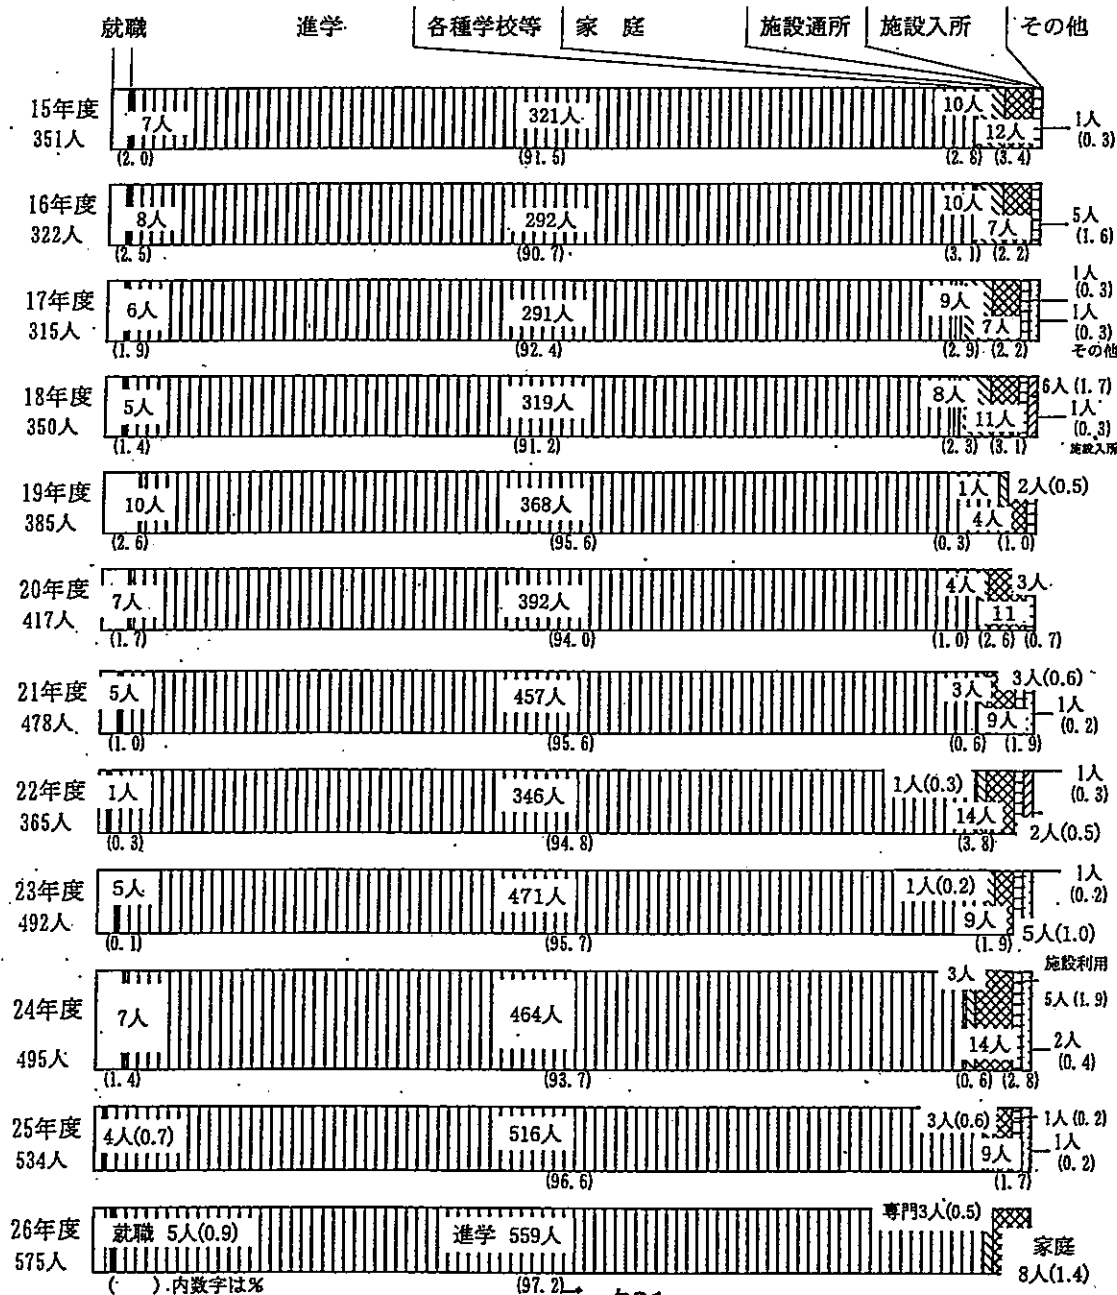 就職 進学 各種学校等 家庭 施設通所 施設入所 その他
15年度
351人
7人 321人 10人 12人 1人
(2.0) (91.5) (2.8) (3.4) (0.3)
16年度
322人
8人 292人 10人 7人 5人
(2.5) (90.7) (3.1) (2.2) (1.6)
17年度
315人
1人
(0.3)
6人 291人 9人 7人 1人
(0.3)
(1.9) (92.4) (2.9) (2.2) その他
18年度
350人
6人(1.7)
5人 319人 8人 11人 1人
(0.3)
(1.4) (91.2) (2.3) (3.1) 施設入所
19年度
385人
10人 368人 1人 4人 2人(0.5)
(2.6) (95.6) (0.3) (1.0)
20年度
417人
7人 392人 4人 11 3人
(1.7) (94.0) (1.0) (2.6) (0.7)
21年度
478人
5人 457人 3人 9人 3人(0.6)
1人
(0.2)
(1.0) (95.6) (0.6) (1.9)
22年度
365人
1人 346人 1人(0.3) 14人 1人
(0.3)
2人(0.5)
(0.3) (94.8) (3.8)
23年度
492人
5人 471人 1人(0.2) 9人 1人
(0.2)
5人(1.0)
(0.1) (95.7) (1.9)
24年度
495人
施設利用
7人 464人 3人 14人 5人(1.9)
2人
(0.4)
(1.4) (93.7) (0.6) (2.8)
25年度
534人
4人(0.7) 516人 3人(0.6) 9人 1人(0.2)
1人
(0.2)
(96.6) (1.7)
26年度
575人
就職 5人(0.9) 進学 559人 専門3人(0.5) 家庭
8人(1.4)
( ).内数字は% (97.2)